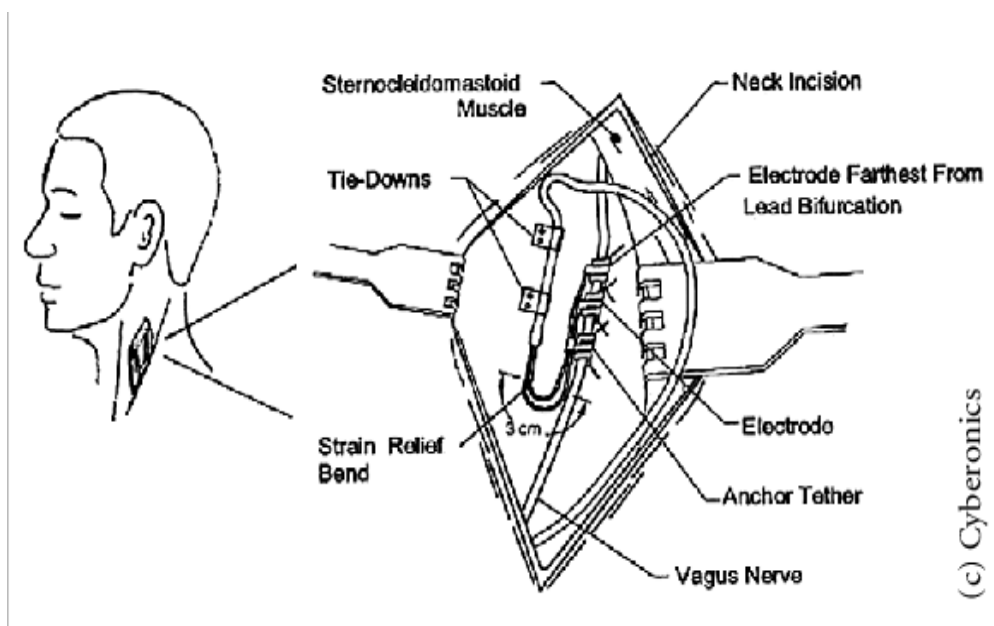 Sternocleidomastoid
Muscle
Neck Incision
Tie-Downs
Electrode Farthest From
Lead Bifurcation
3 cm
Strain Relief
Bend
Electrode
Anchor Tether
Vagus Nerve
(c) Cyberonics